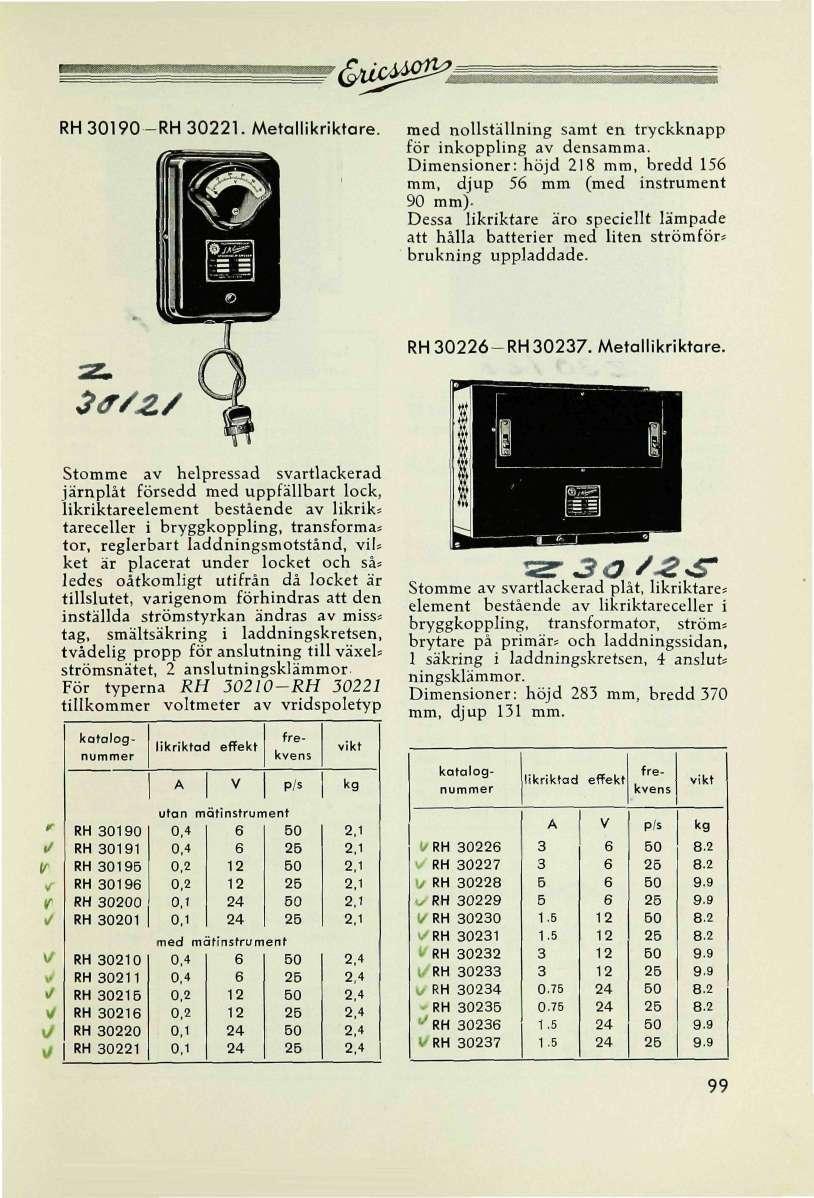 Ericsson
RH 30190–RH 30221. Metallikriktare.
Z
30121
Stomme av helpressad svartlackerad
järnplåt försedd med uppfällbart lock,
likriktareelement bestående av likrik-
tareceller i bryggkoppling, transforma-
tor, reglerbart laddningsmotstånd, vil-
ket är placerat under locket och så-
ledes oåtkomligt utifrån då locket är
tillslutet, varigenom förhindras att den
inställda strömstyrkan ändras av miss-
tag, smältsäkring i laddningskretsen,
tvådelig propp för anslutning till växel-
strömsnätet, 2 anslutningsklämmor.
För typerna RH 30210–RH 30221
tillkommer voltmeter av vridspoletyp
katalog-
nummer likriktad effekt fre-
kvens vikt
A V p/s kg
utan mätinstrument
RH 30190 0,4 6 50 2,1
RH 30191 0,4 6 25 2,1
RH 30195 0,2 12 50 2,1
RH 30196 0,2 12 25 2,1
RH 30200 0,1 24 50 2,1
RH 30201 0,1 24 25 2,1
med mätinstrument
RH 30210 0,4 6 50 2,4
RH 30211 0,4 6 25 2,4
RH 30215 0,2 12 50 2,4
RH 30216 0,2 12 25 2,4
RH 30220 0,1 24 50 2,4
RH 30221 0,1 24 25 2,4
med nollställning samt en tryckknapp
för inkoppling av densamma.
Dimensioner: höjd 218 mm, bredd 156
mm, djup 56 mm (med instrument
90 mm).
Dessa likriktare äro speciellt lämpade
att hålla batterier med liten strömför-
brukning uppladdade.
RH 30226–RH 30237. Metallikriktare.
Z 30125
Stomme av svartlackerad plåt, likriktare-
element bestående av likriktareceller i
bryggkoppling, transformator, ström-
brytare på primär- och laddningssidan,
1 säkring i laddningskretsen, 4 anslut-
ningsklämmor.
Dimensioner: höjd 283 mm, bredd 370
mm, djup 131 mm.
katalog-
nummer likriktad effekt fre-
kvens vikt
A V p/s kg
RH 30226 3 6 50 8.2
RH 30227 3 6 25 8.2
RH 30228 5 6 50 9.9
RH 30229 5 6 25 9.9
RH 30230 1.5 12 50 8.2
RH 30231 1.5 12 25 8.2
RH 30232 3 12 50 9.9
RH 30233 3 12 25 9.9
RH 30234 0.75 24 50 8.2
RH 30235 0.75 24 25 8.2
RH 30236 1.5 24 50 9.9
RH 30237 1.5 24 25 9.9
99